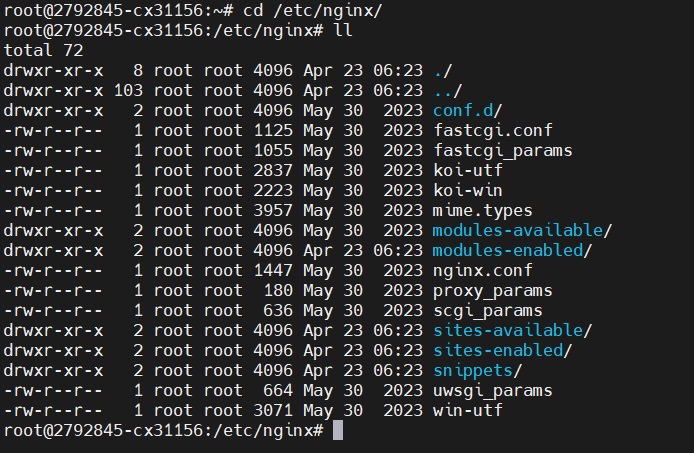 root@2792845-cx31156:~# cd /etc/nginx/
root@2792845-cx31156:/etc/nginx# ll
total 72
drwxr-xr-x   8 root root 4096 Apr 23 06:23 ./
drwxr-xr-x 103 root root 4096 Apr 23 06:23 ../
drwxr-xr-x   2 root root 4096 May 30  2023 conf.d/
-rw-r--r--   1 root root 1125 May 30  2023 fastcgi.conf
-rw-r--r--   1 root root 1055 May 30  2023 fastcgi_params
-rw-r--r--   1 root root 2837 May 30  2023 koi-utf
-rw-r--r--   1 root root 2223 May 30  2023 koi-win
-rw-r--r--   1 root root 3957 May 30  2023 mime.types
drwxr-xr-x   2 root root 4096 May 30  2023 modules-available/
drwxr-xr-x   2 root root 4096 Apr 23 06:23 modules-enabled/
-rw-r--r--   1 root root 1447 May 30  2023 nginx.conf
-rw-r--r--   1 root root  180 May 30  2023 proxy_params
-rw-r--r--   1 root root  636 May 30  2023 scgi_params
drwxr-xr-x   2 root root 4096 Apr 23 06:23 sites-available/
drwxr-xr-x   2 root root 4096 Apr 23 06:23 sites-enabled/
drwxr-xr-x   2 root root 4096 Apr 23 06:23 snippets/
-rw-r--r--   1 root root  664 May 30  2023 uwsgi_params
-rw-r--r--   1 root root 3071 May 30  2023 win-utf
root@2792845-cx31156:/etc/nginx#